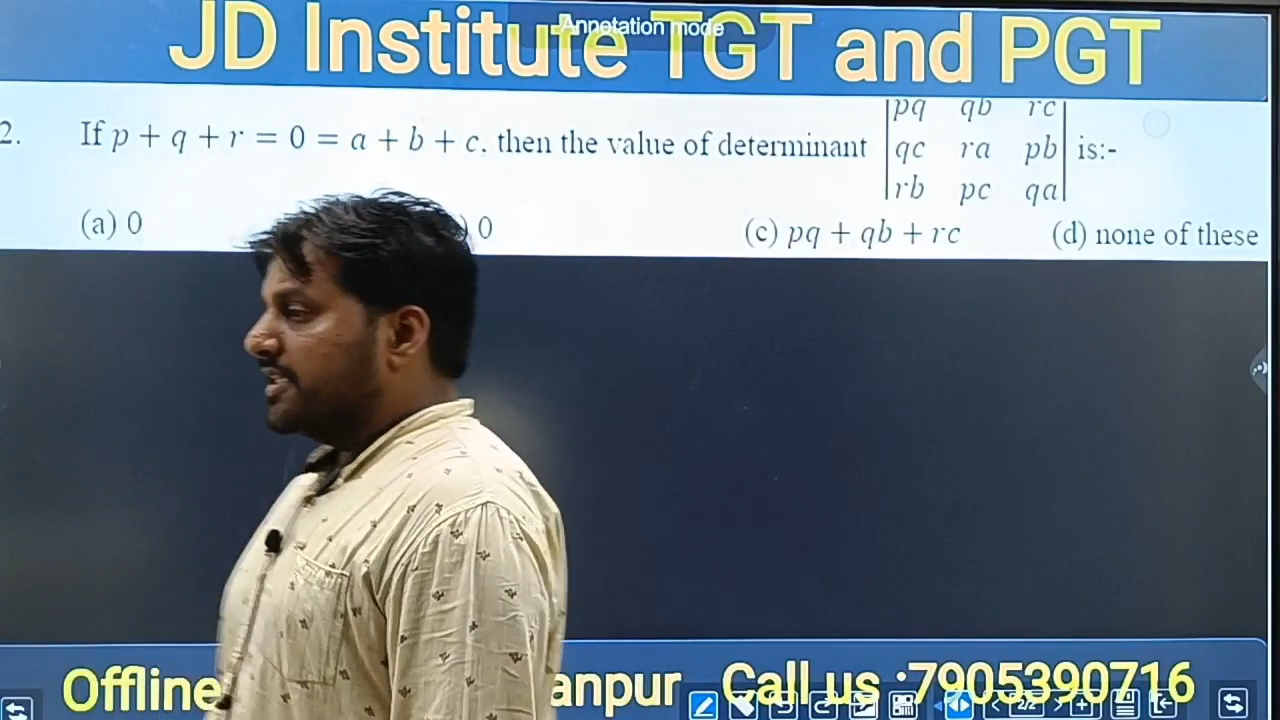 JD Institute TGT and PGT
Annotation mode
2. If p + q + r = 0 = a + b + c. then the value of determinant |pq qb rc| is:-
|qc ra pb|
|rb pc qa|
(a) 0 ) 0 (c) pq + qb + rc (d) none of these
Offline anpur Call us :7905390716
2/2